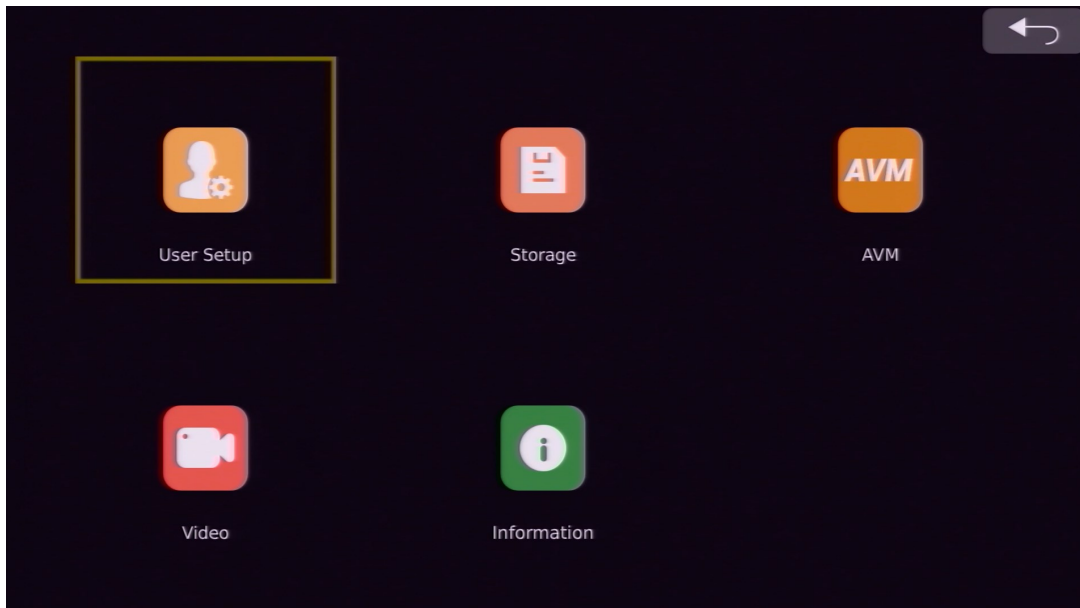 User Setup
Storage
AVM
AVM
Video
Information